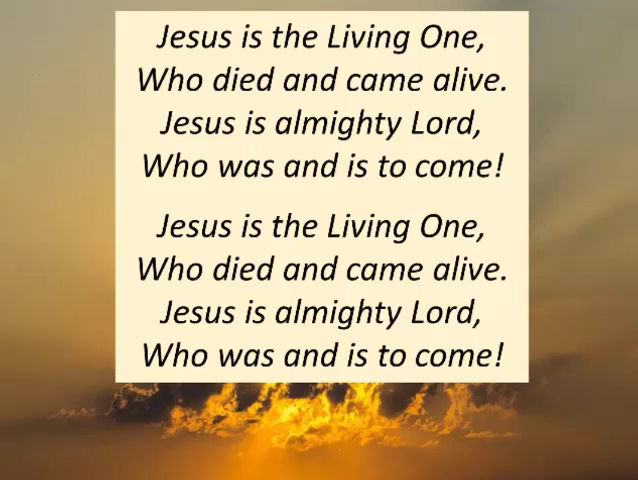 Jesus is the Living One,
Who died and came alive.
Jesus is almighty Lord,
Who was and is to come!
Jesus is the Living One,
Who died and came alive.
Jesus is almighty Lord,
Who was and is to come!